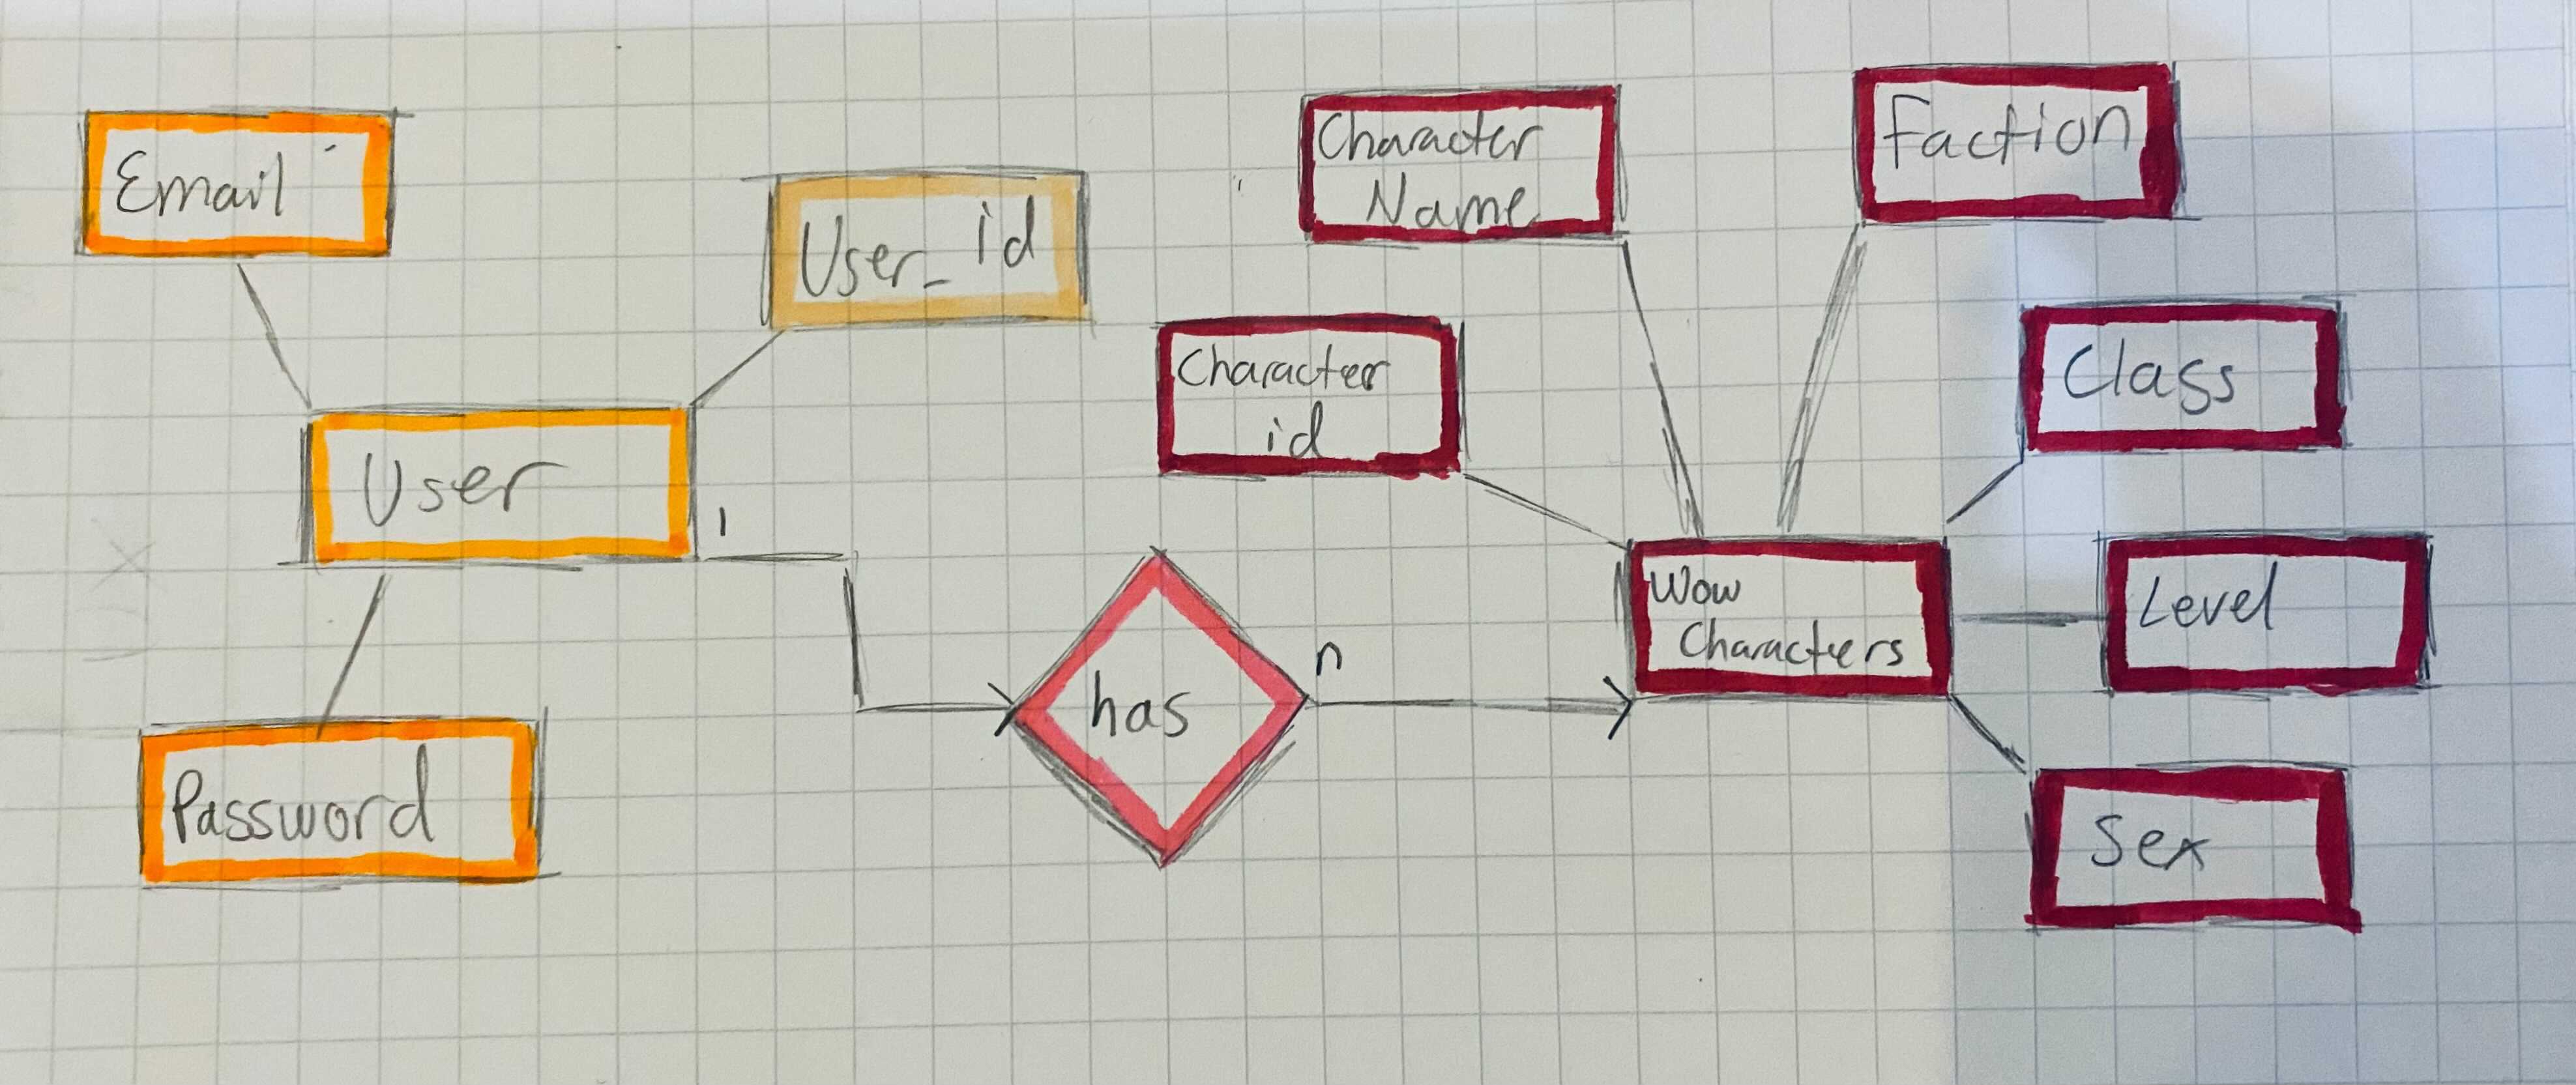 Email
User_id
User
1
Password
has
n
Character
Name
Faction
Character
id
Class
Wow
Characters
Level
Sex